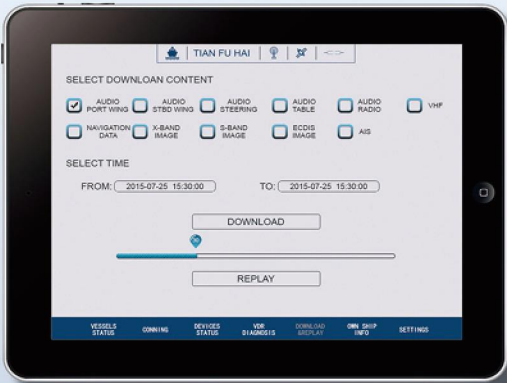 TIAN FU HAI
SELECT DOWNLOAN CONTENT
AUDIO PORT WING AUDIO STBD WING AUDIO STEERING AUDIO TABLE AUDIO RADIO VHF
NAVIGATION DATA X-BAND IMAGE S-BAND IMAGE ECDIS IMAGE AIS
SELECT TIME
FROM: 2015-07-25 15:30:00 TO: 2015-07-25 15:30:00
DOWNLOAD
REPLAY
VESSELS STATUS CONNING DEVICES STATUS VDR DIAGNOSIS DOWNLOAD &REPLAY OWN SHIP INFO SETTINGS